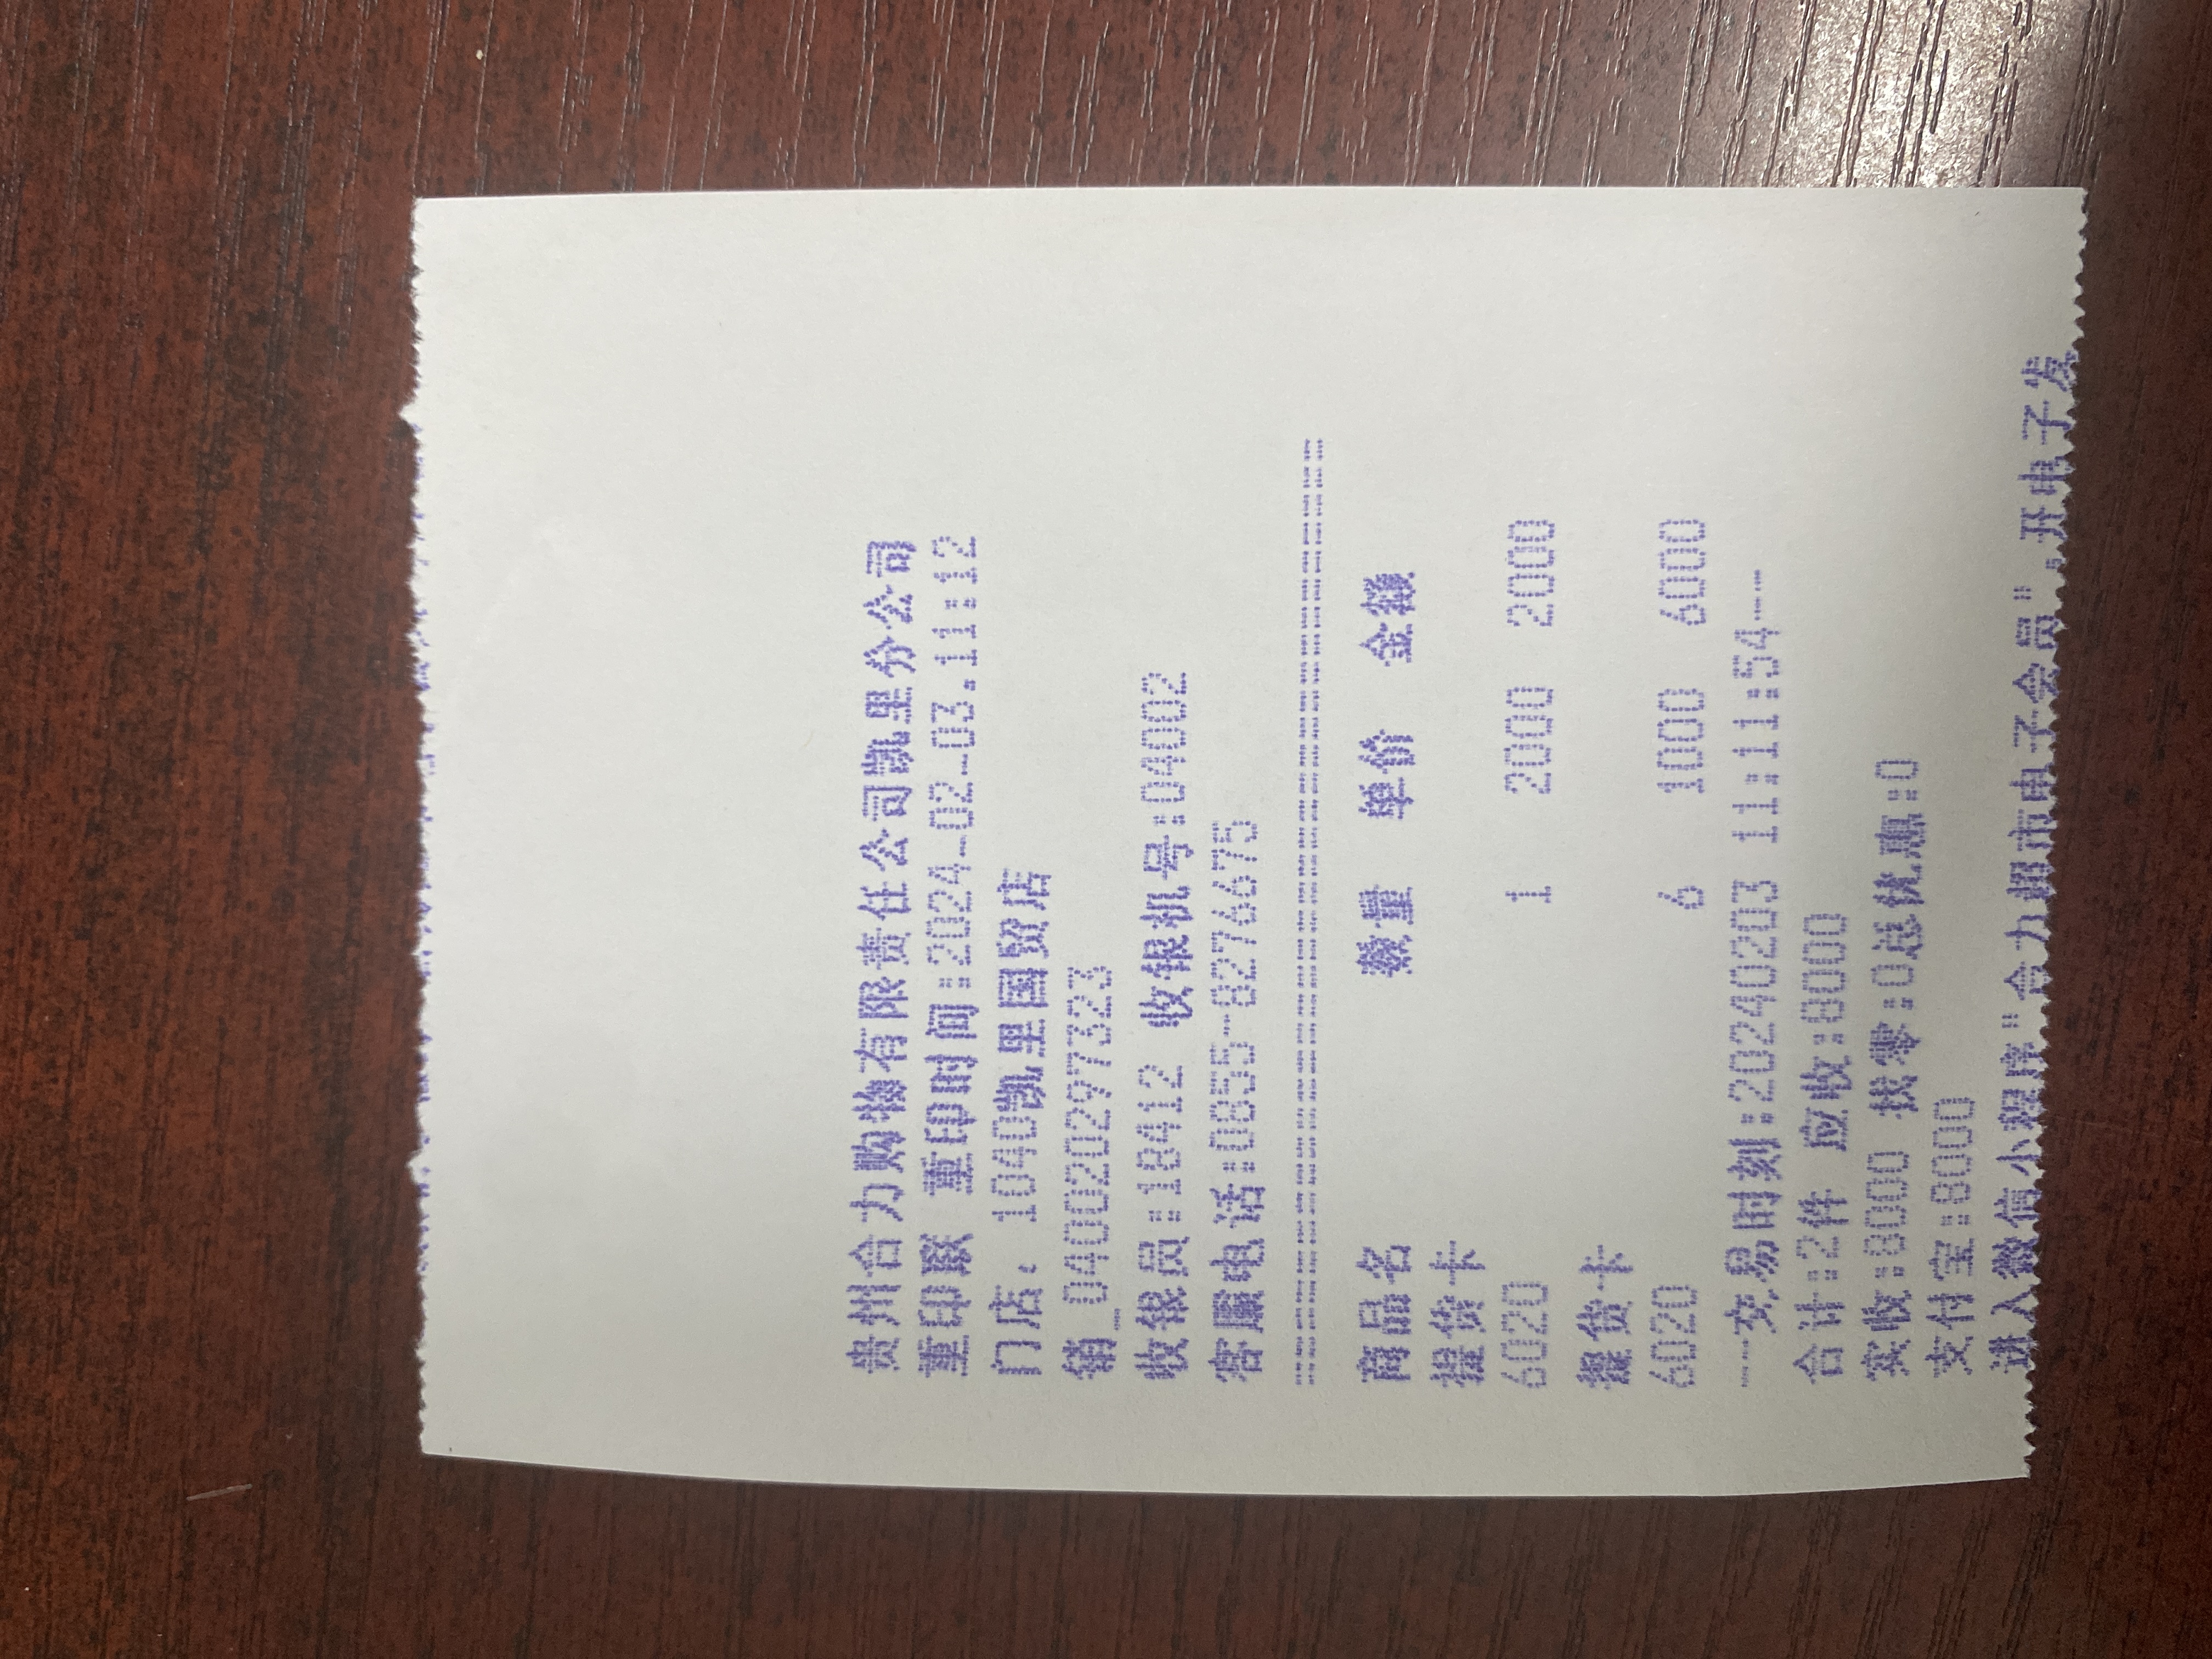 贵州合力购物有限责任公司凯里分公司
重印联 重印时间:2024-02-03.11:12
门店: 1040凯里国贸店
销_040020297323
收银员:18412 收银机号:04002
客服电话:0855-8276675
================================
商品名 数量 单价 金额
提货卡
6020 1 2000 2000
提货卡
6020 6 1000 6000
---交易时刻:20240203 11:11:54---
合计:2件 应收:8000
实收:8000 找零:0总优惠:0
支付宝:8000
进入微信小程序"合力超市电子会员",开电子发